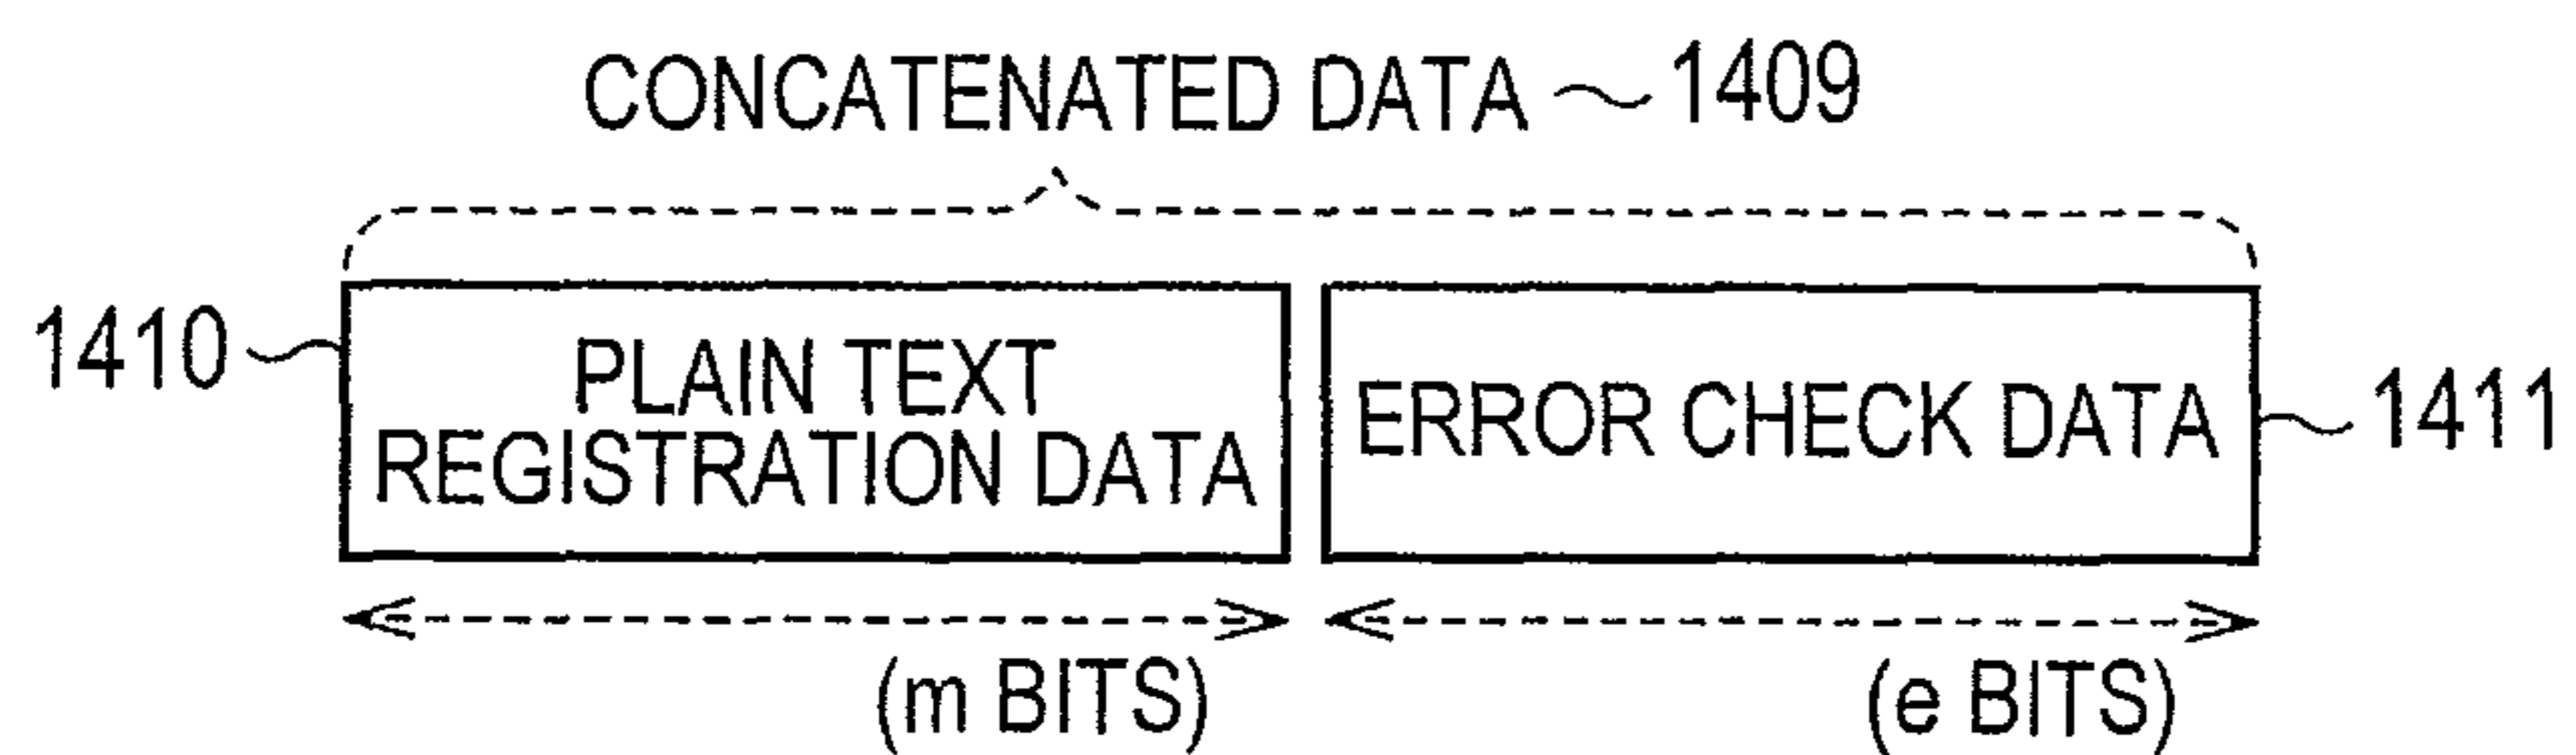 CONCATENATED DATA 1409
1410
PLAIN TEXT
REGISTRATION DATA
ERROR CHECK DATA
1411
(m BITS)
(e BITS)